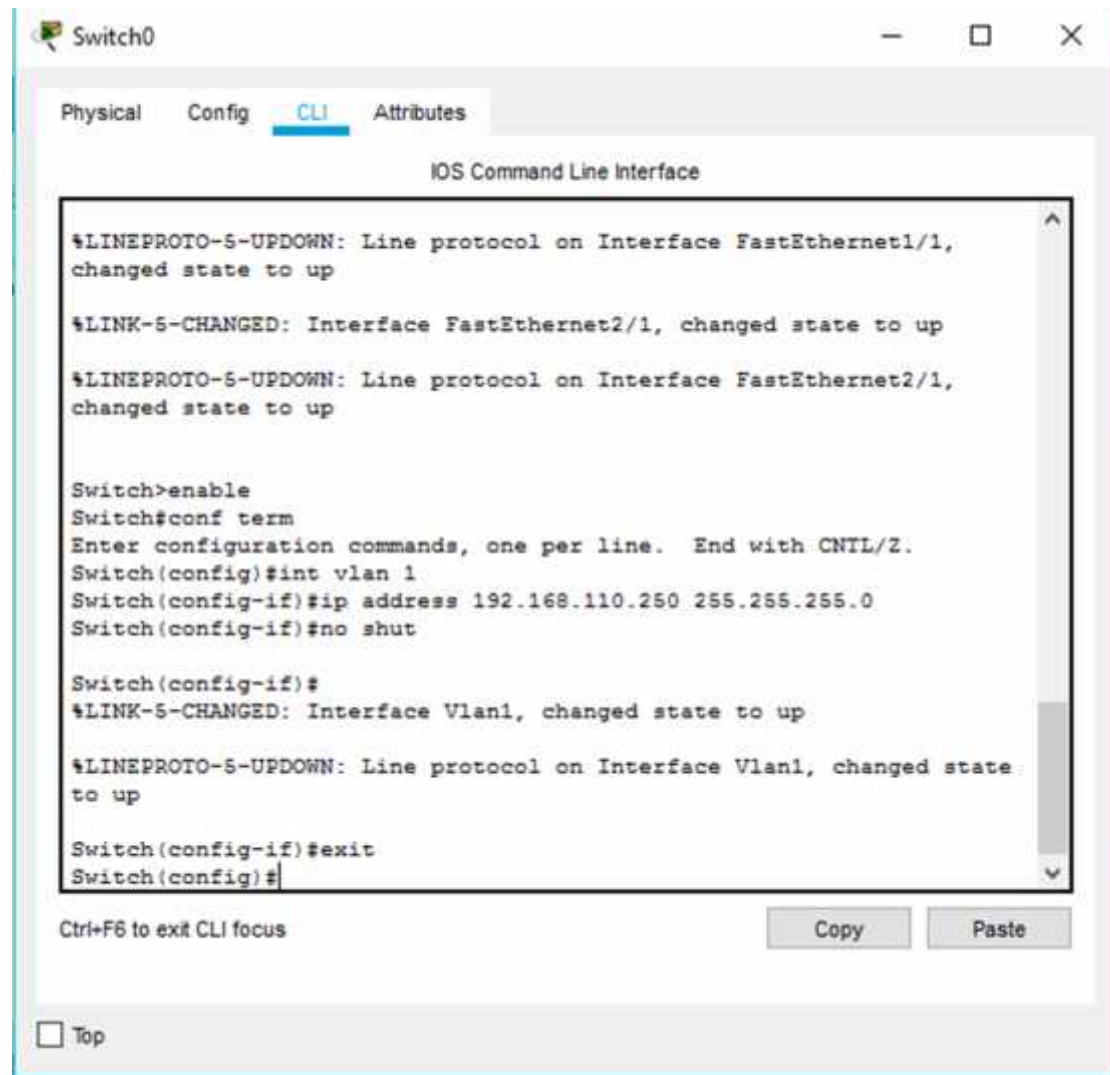 Switch0
Physical Config CLI Attributes
IOS Command Line Interface
%LINEPROTO-5-UPDOWN: Line protocol on Interface FastEthernet1/1,
changed state to up
%LINK-5-CHANGED: Interface FastEthernet2/1, changed state to up
%LINEPROTO-5-UPDOWN: Line protocol on Interface FastEthernet2/1,
changed state to up
Switch>enable
Switch#conf term
Enter configuration commands, one per line.  End with CNTL/Z.
Switch(config)#int vlan 1
Switch(config-if)#ip address 192.168.110.250 255.255.255.0
Switch(config-if)#no shut
Switch(config-if)#
%LINK-5-CHANGED: Interface Vlan1, changed state to up
%LINEPROTO-5-UPDOWN: Line protocol on Interface Vlan1, changed state
to up
Switch(config-if)#exit
Switch(config)#
Ctrl+F6 to exit CLI focus Copy Paste
Top